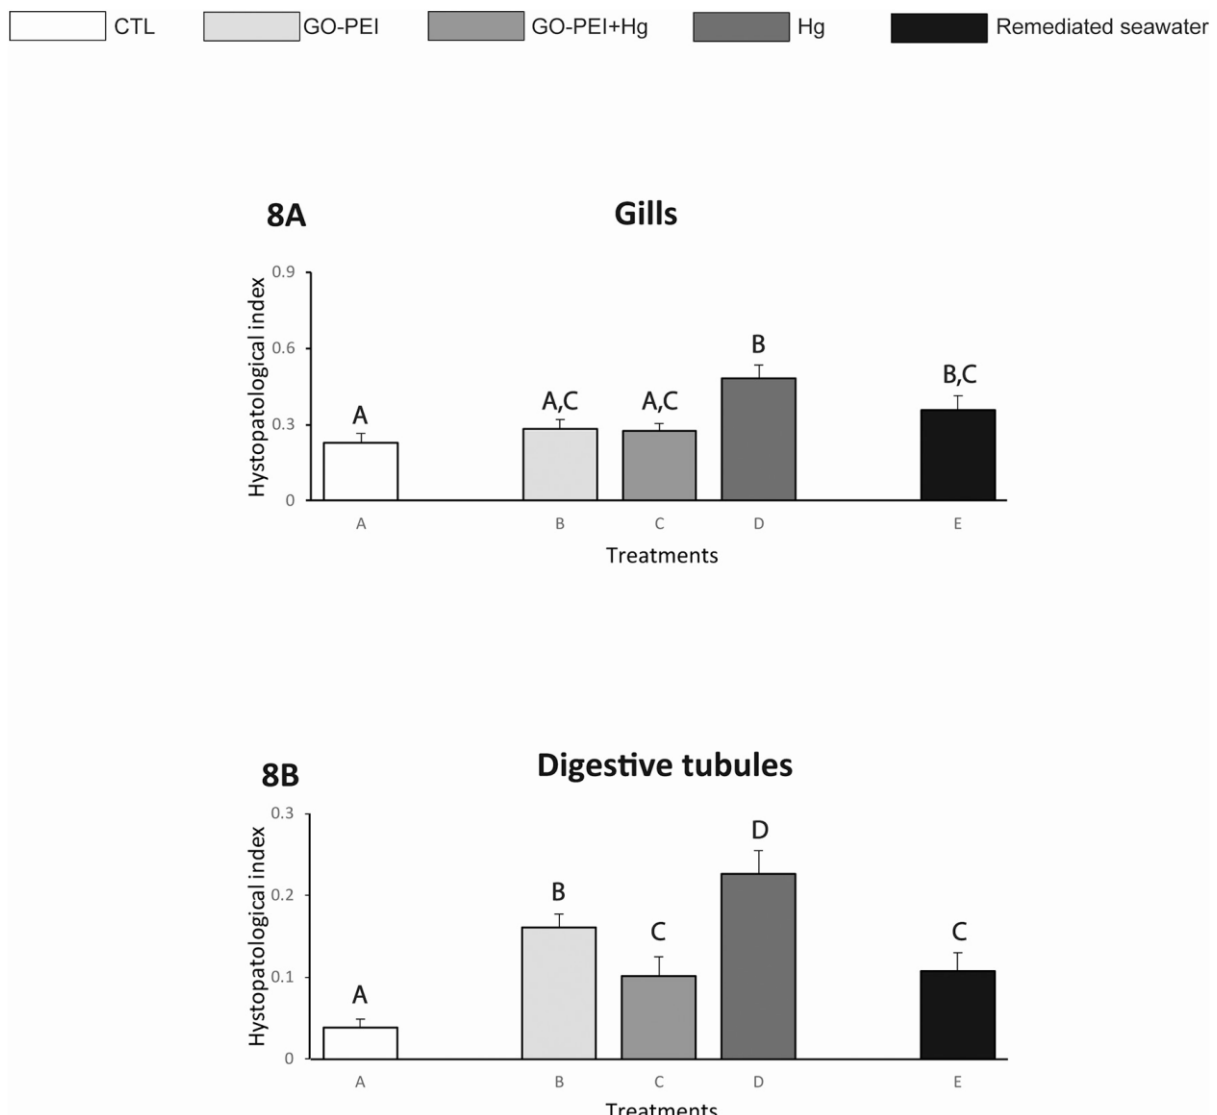 CTL GO-PEI GO-PEI+Hg Hg Remediated seawater
8A Gills
Hystopatological index
0.9
0.6
0.3
0
A A,C A,C B B,C
A B C D E
Treatments
8B Digestive tubules
Hystopatological index
0.3
0.2
0.1
0
A B C D C
A B C D E
Treatments